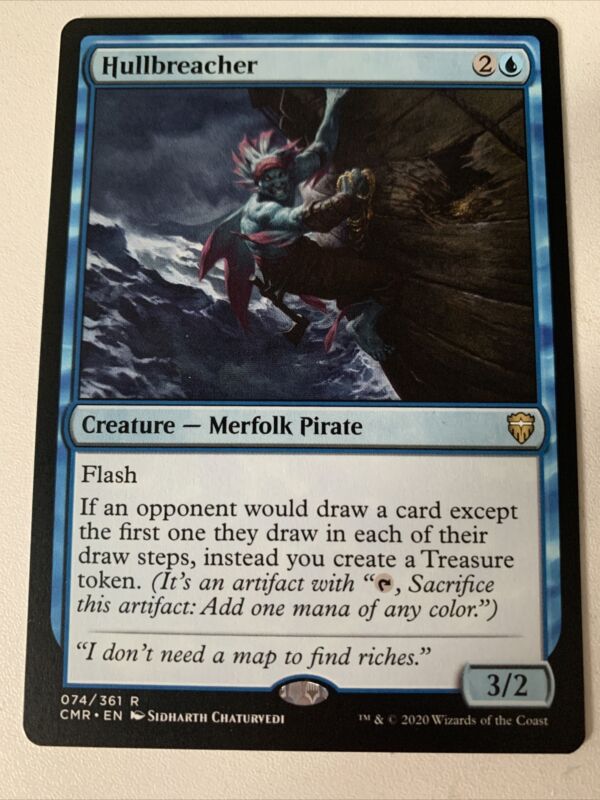 Hullbreacher 2
Creature — Merfolk Pirate
Flash
If an opponent would draw a card except
the first one they draw in each of their
draw steps, instead you create a Treasure
token. (It's an artifact with “, Sacrifice
this artifact: Add one mana of any color.”)
“I don't need a map to find riches.”
3/2
074/361 R
CMR • EN Sidharth Chaturvedi
™ & © 2020 Wizards of the Coast